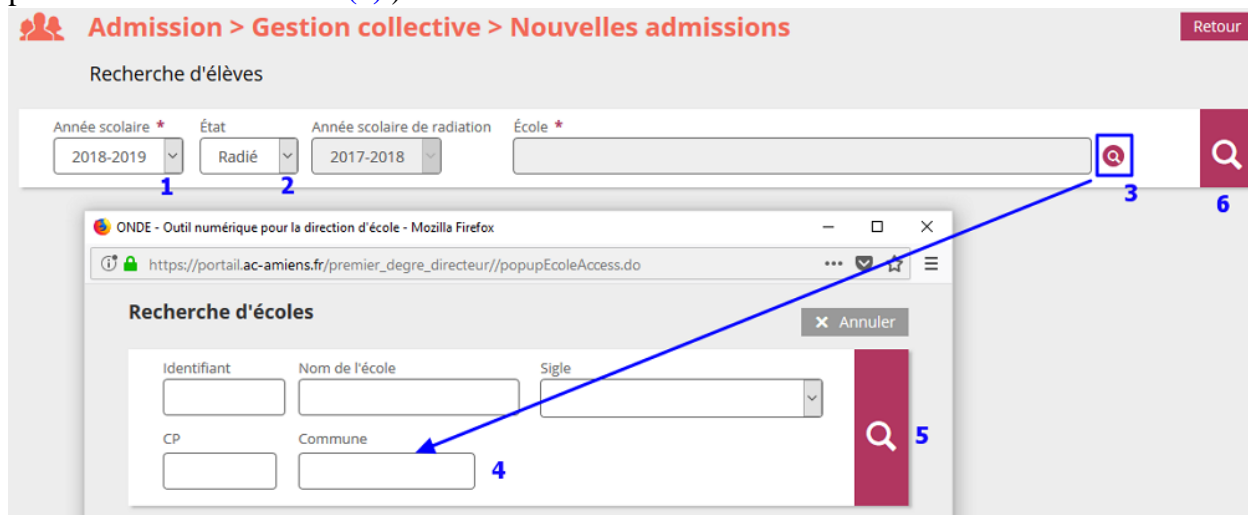 Admission > Gestion collective > Nouvelles admissions
Retour
Recherche d'élèves
Année scolaire * État Année scolaire de radiation École *
2018-2019 Radié 2017-2018
1 2 3 6
ONDE - Outil numérique pour la direction d'école - Mozilla Firefox
https://portail.ac-amiens.fr/premier_degre_directeur//popupEcoleAccess.do
Recherche d'écoles
× Annuler
Identifiant Nom de l'école Sigle
CP Commune
4 5